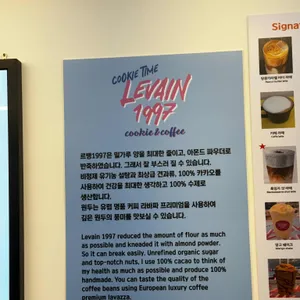 COOKIE TIME
LEVAIN
1997
cookie & coffee
르뱅1997은 밀가루 양을 최대한 줄이고, 아몬드 파우더로
반죽하였습니다. 그래서 잘 부스러 질 수 있습니다.
비정제 유기농 설탕과 최상급 견과류, 100% 카카오를
사용하여 건강을 최대한 생각하고 100% 수제로
생산합니다.
원두는 유럽 명품 커피 라바짜 프리미엄을 사용하여
깊은 원두의 풍미를 맛보실 수 있습니다.
Levain 1997 reduced the amount of flour as much
as possible and kneaded it with almond powder.
So it can break easily. Unrefined organic sugar
and top-notch nuts, I use 100% cacao to think of
my health as much as possible and produce 100%
handmade. You can taste the quality of the
coffee beans using European luxury coffee
premium lavazza.
Signa